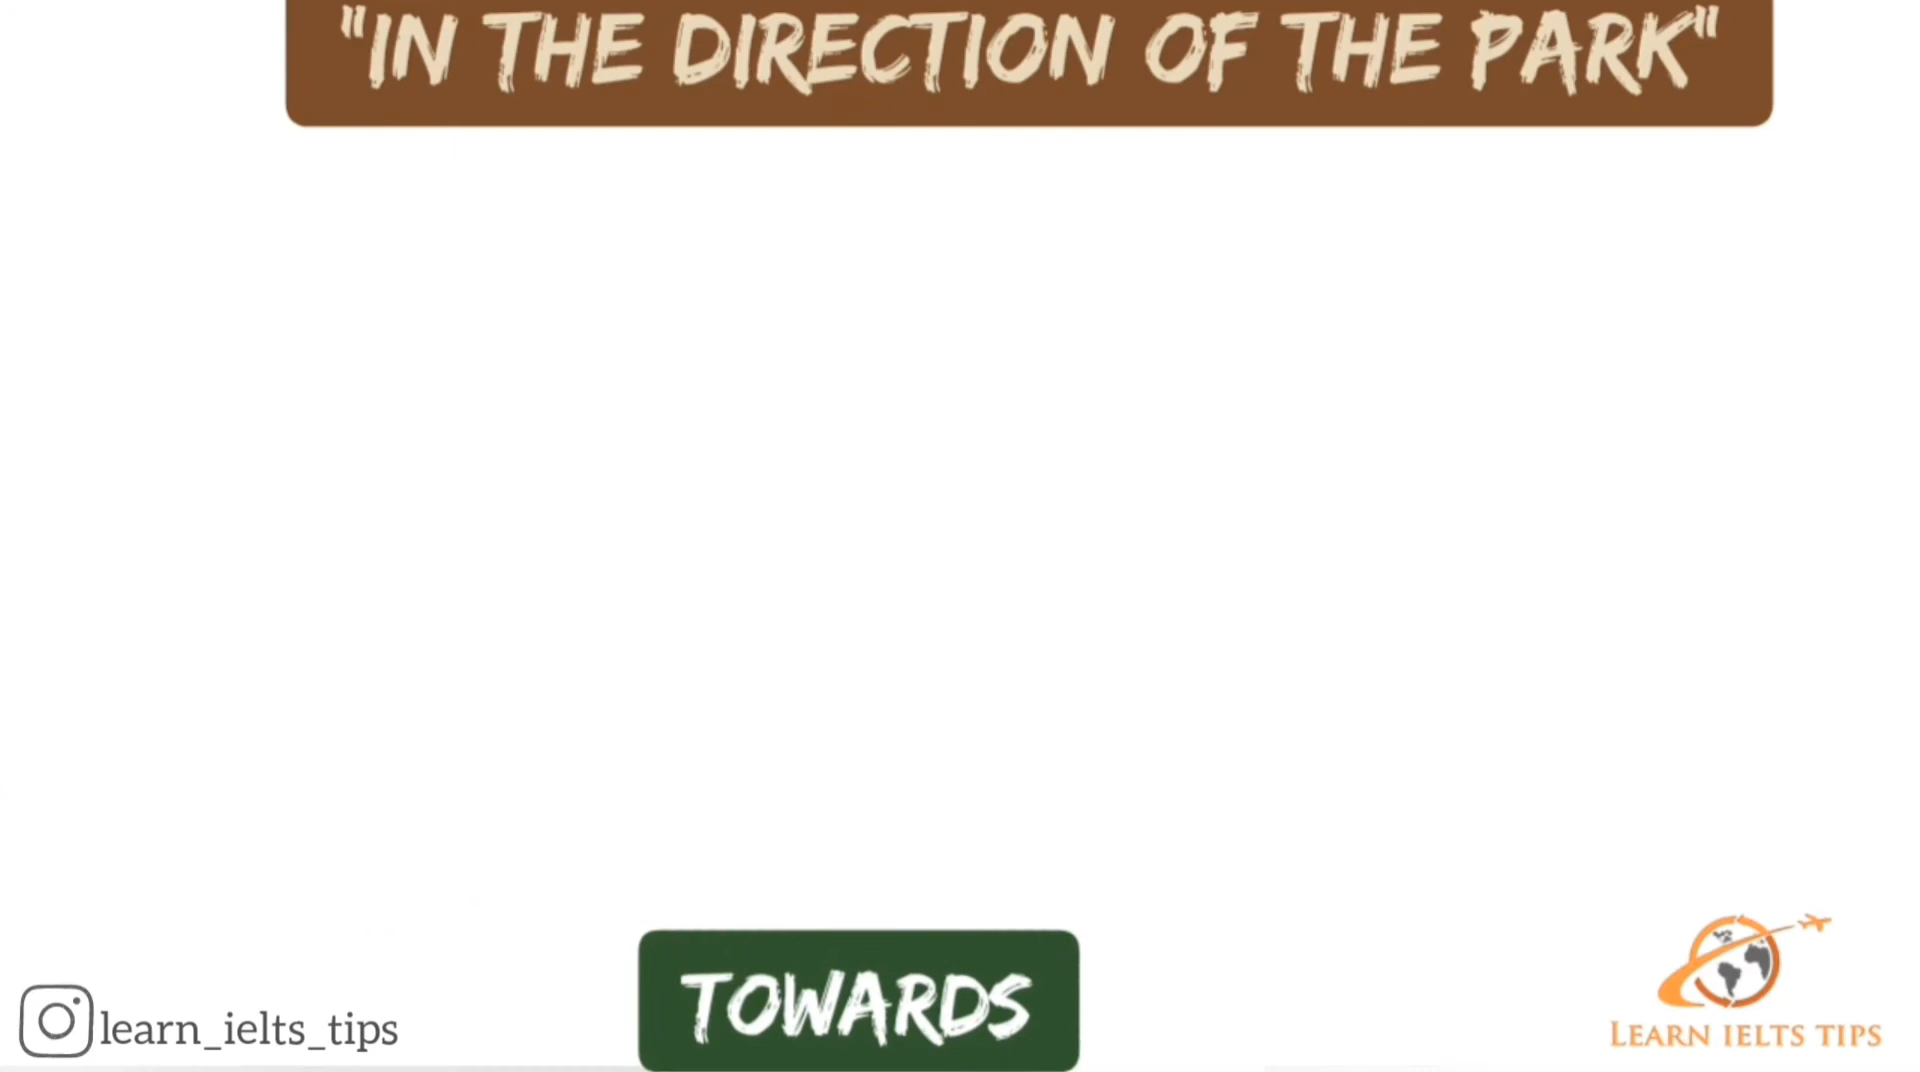 "IN THE DIRECTION OF THE PARK"
TOWARDS
learn_ielts_tips
LEARN IELTS TIPS